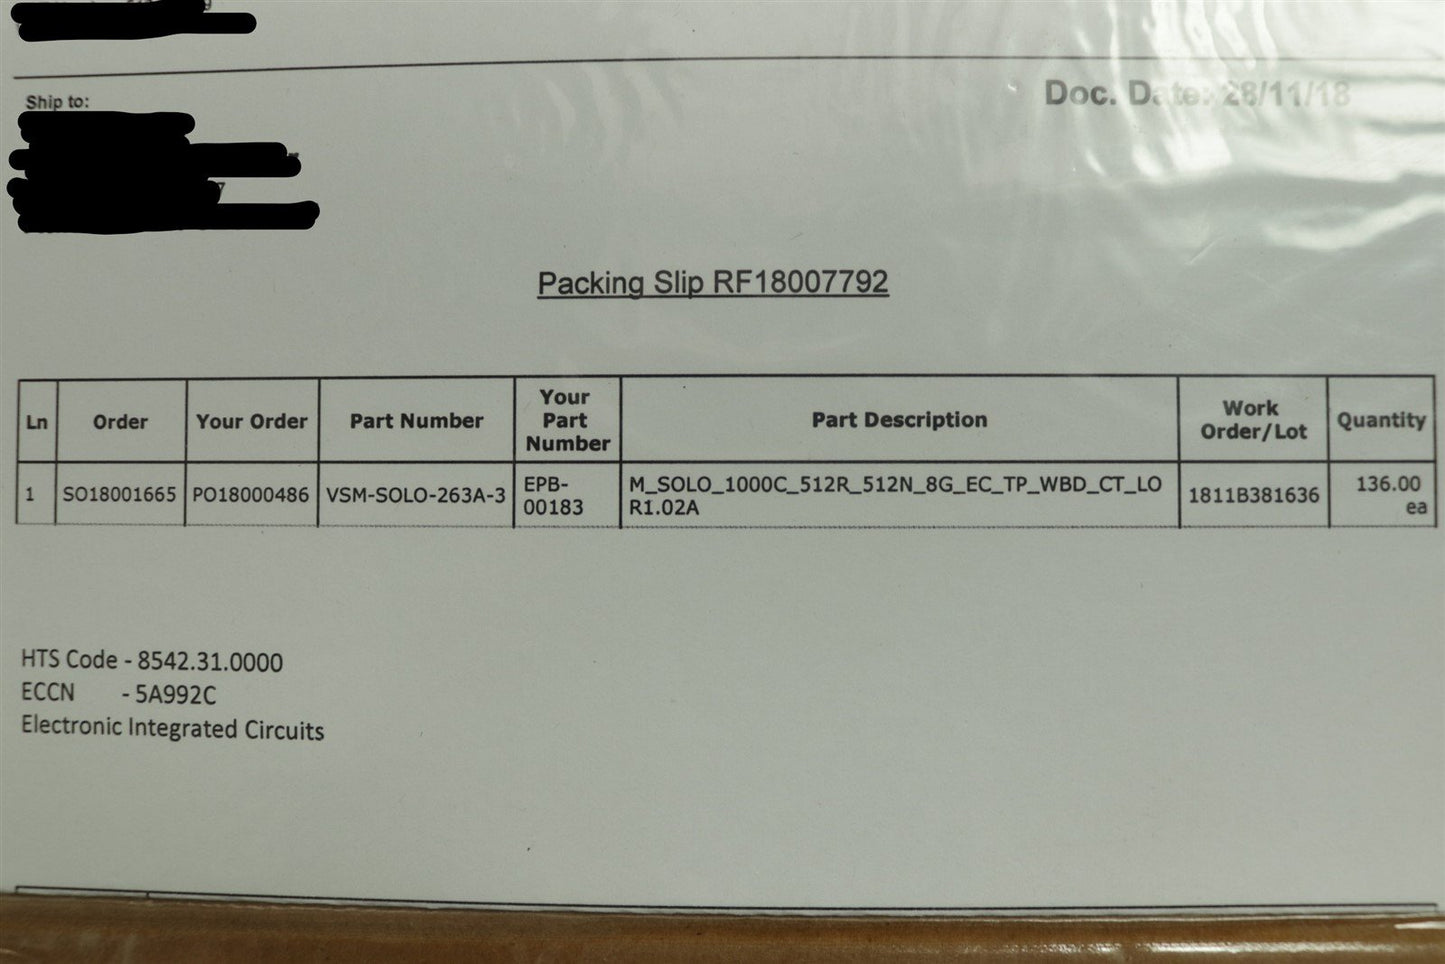 Ship to:
Doc. Date: 28/11/18
Packing Slip RF18007792
Ln
Order
Your Order
Part Number
Your
Part
Number
Part Description
Work
Order/Lot
Quantity
1
SO18001665
PO18000486
VSM-SOLO-263A-3
EPB-
00183
M_SOLO_1000C_512R_512N_8G_EC_TP_WBD_CT_LO
R1.02A
1811B381636
136.00
ea
HTS Code - 8542.31.0000
ECCN - 5A992C
Electronic Integrated Circuits